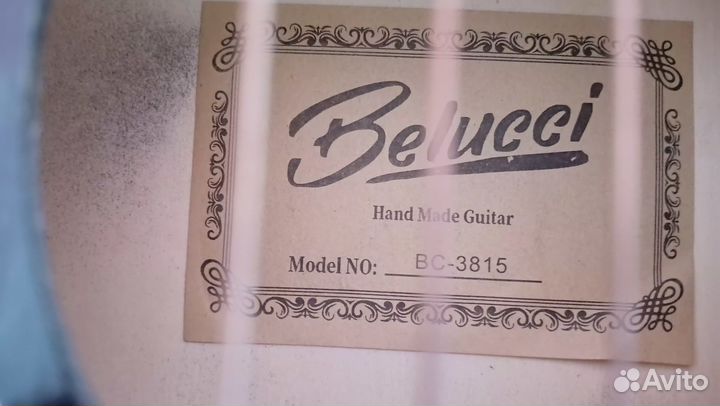 Belucci
Hand Made Guitar
Model NO: BC-3815
Avito